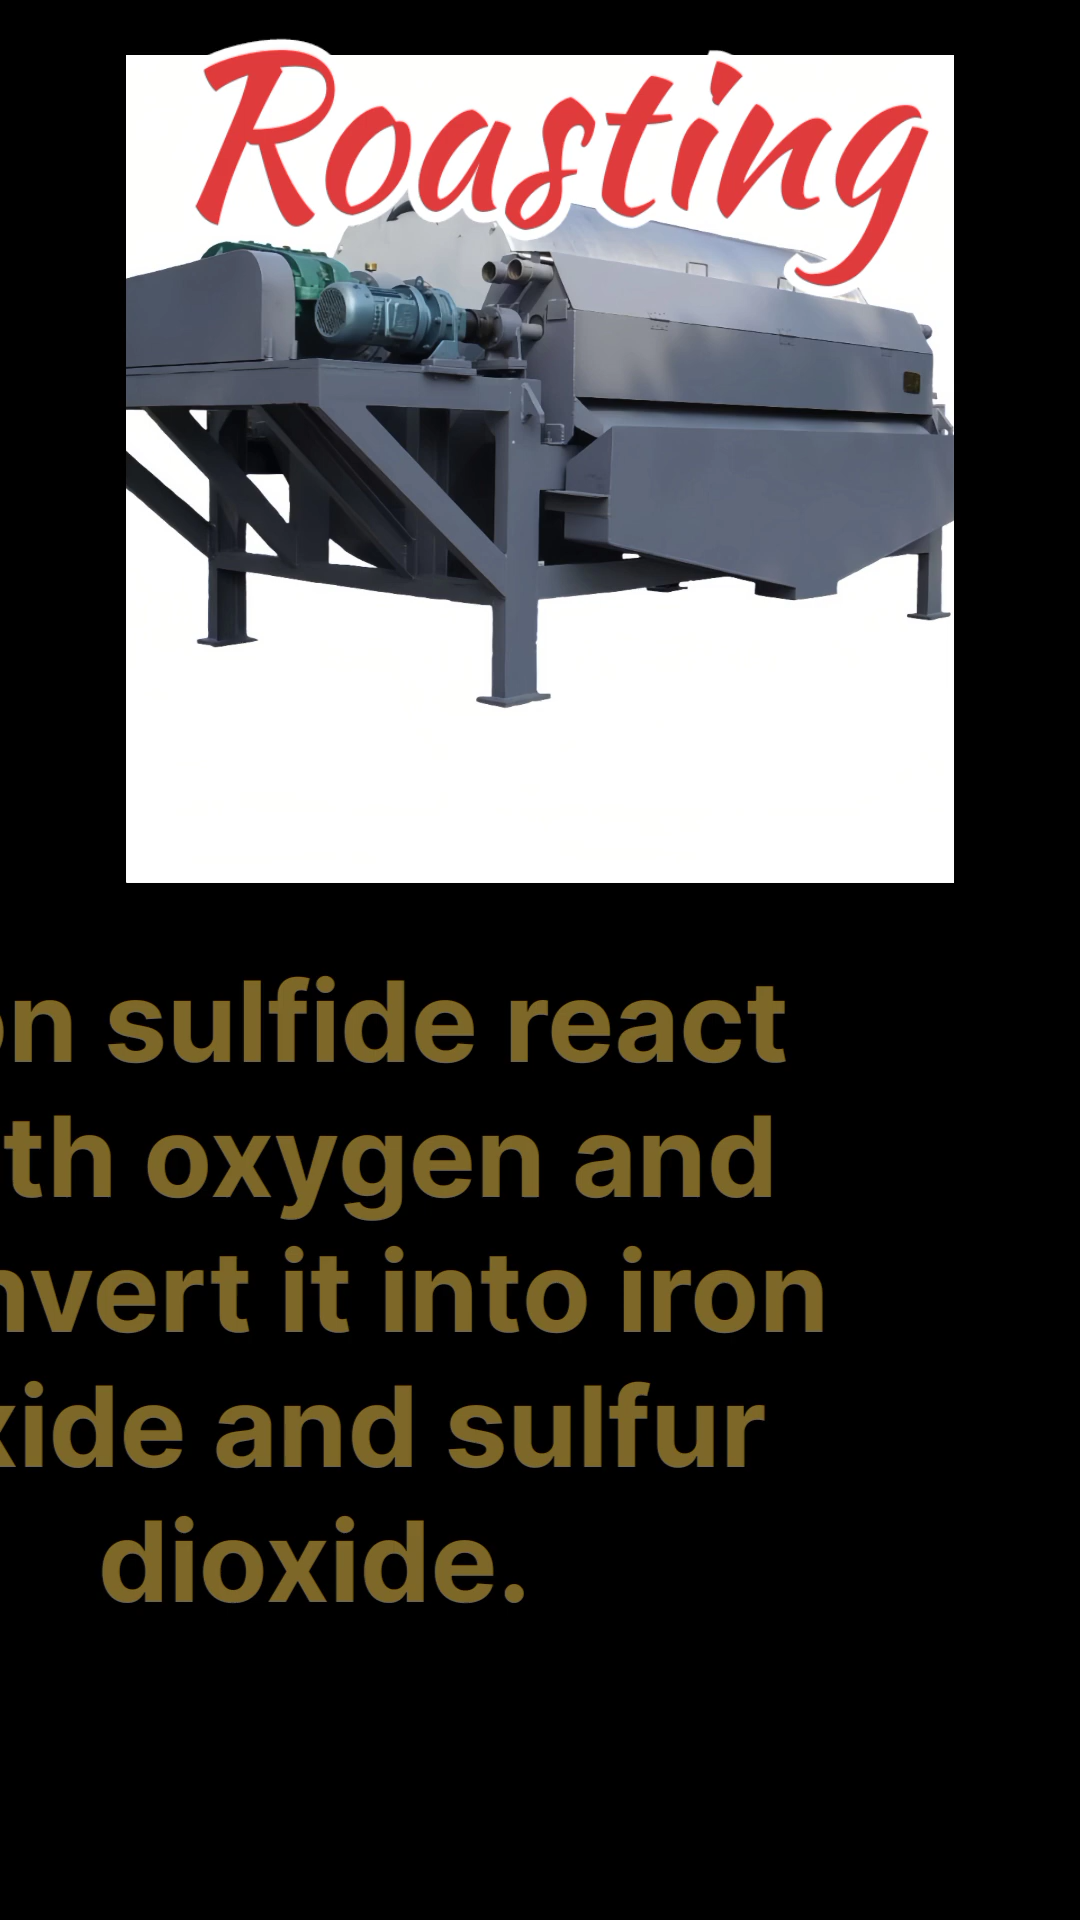 Roasting
on sulfide react
th oxygen and
nvert it into iron
xide and sulfur
dioxide.